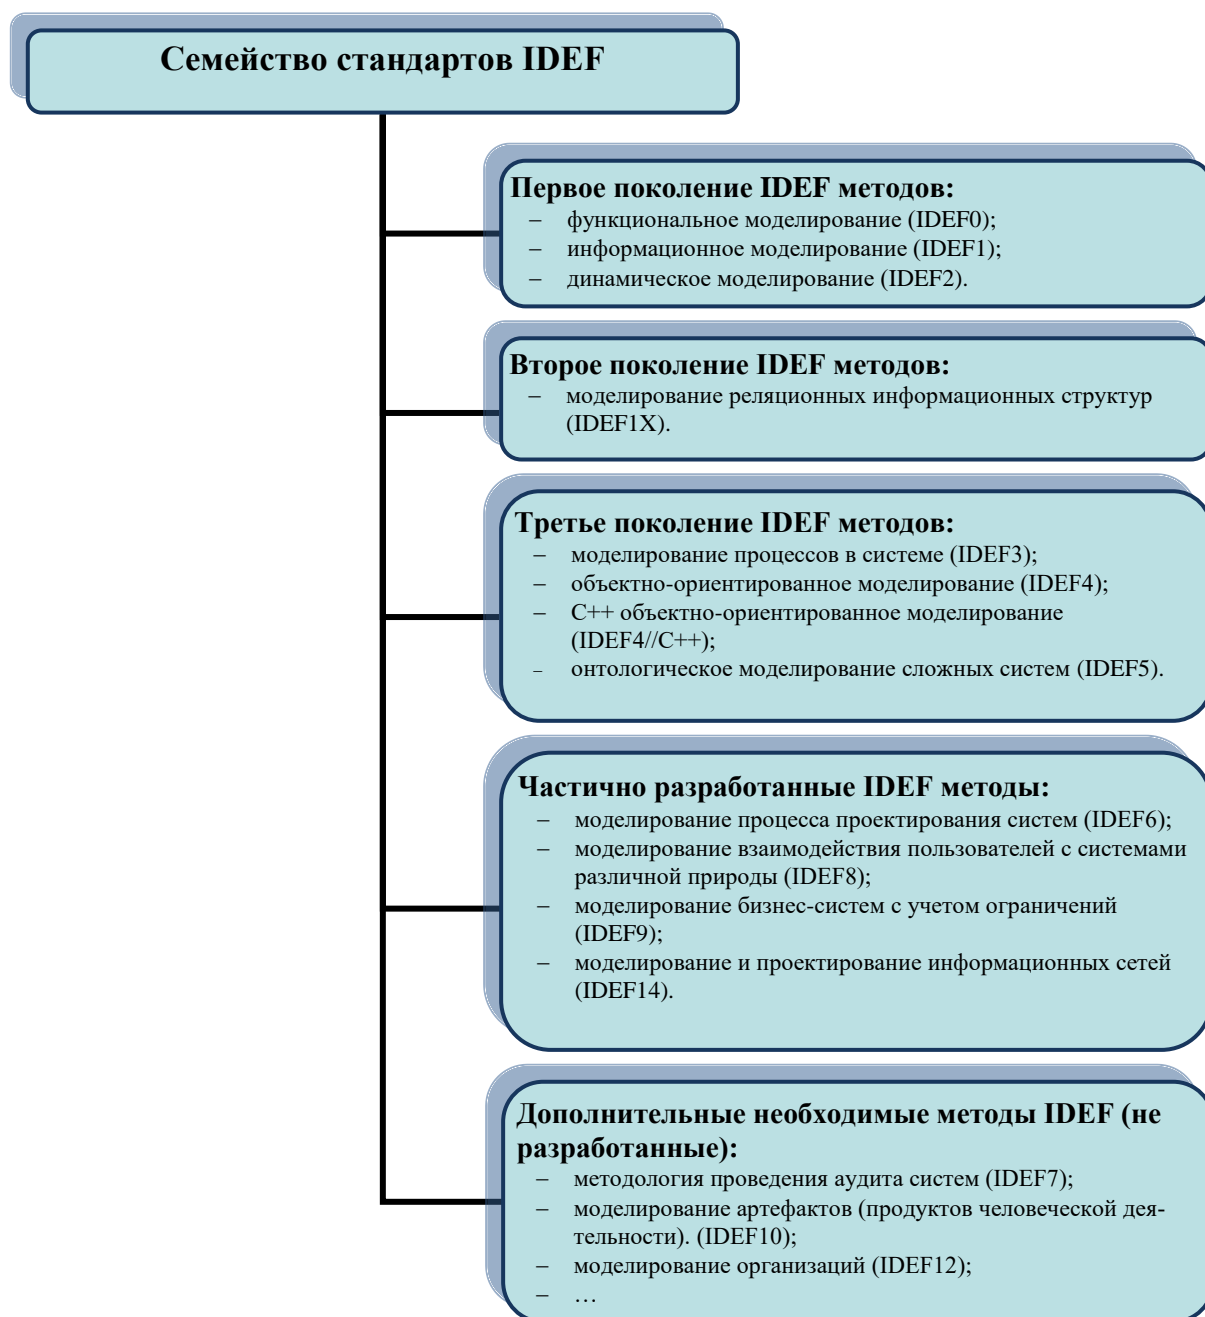 Семейство стандартов IDEF
Первое поколение IDEF методов:
– функциональное моделирование (IDEF0);
– информационное моделирование (IDEF1);
– динамическое моделирование (IDEF2).
Второе поколение IDEF методов:
– моделирование реляционных информационных структур
(IDEF1X).
Третье поколение IDEF методов:
– моделирование процессов в системе (IDEF3);
– объектно-ориентированное моделирование (IDEF4);
– C++ объектно-ориентированное моделирование
(IDEF4//C++);
– онтологическое моделирование сложных систем (IDEF5).
Частично разработанные IDEF методы:
– моделирование процесса проектирования систем (IDEF6);
– моделирование взаимодействия пользователей с системами
различной природы (IDEF8);
– моделирование бизнес-систем с учетом ограничений
(IDEF9);
– моделирование и проектирование информационных сетей
(IDEF14).
Дополнительные необходимые методы IDEF (не
разработанные):
– методология проведения аудита систем (IDEF7);
– моделирование артефактов (продуктов человеческой дея-
тельности). (IDEF10);
– моделирование организаций (IDEF12);
– …